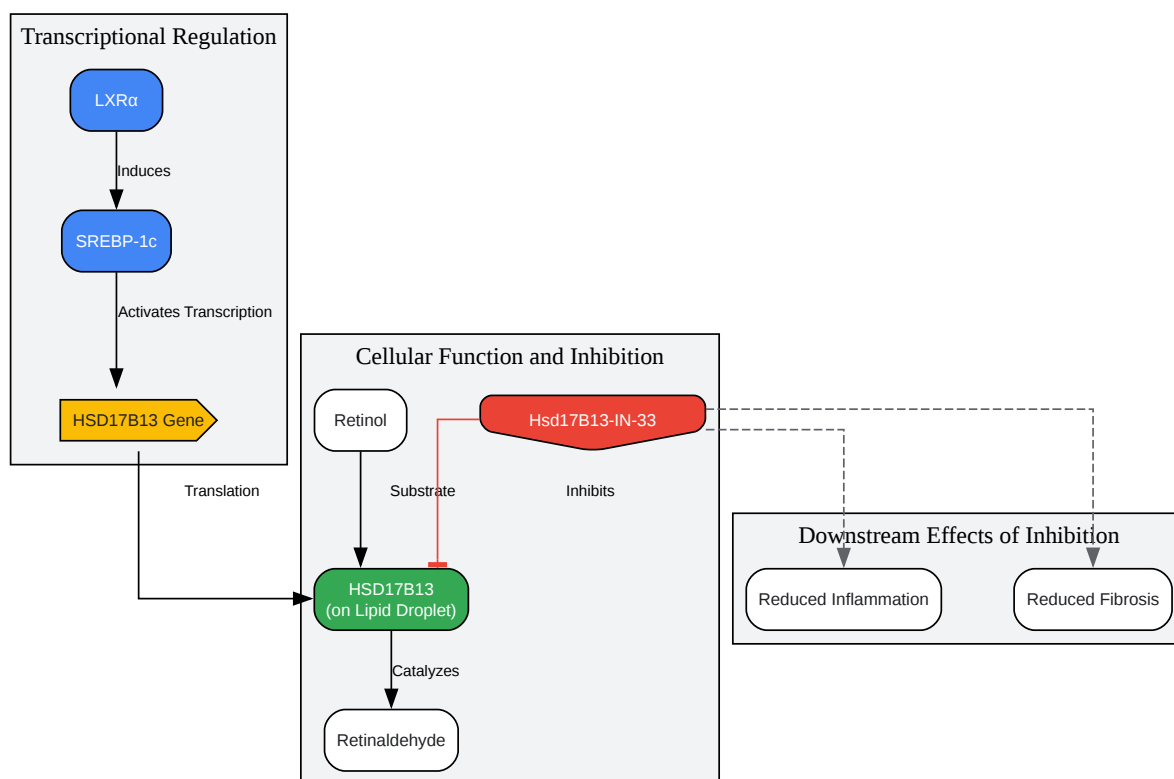 Transcriptional Regulation
LXRα
Induces
SREBP-1c
Activates Transcription
HSD17B13 Gene
Translation
Cellular Function and Inhibition
Retinol
Hsd17B13-IN-33
Substrate
Inhibits
HSD17B13
(on Lipid Droplet)
Catalyzes
Retinaldehyde
Downstream Effects of Inhibition
Reduced Inflammation
Reduced Fibrosis